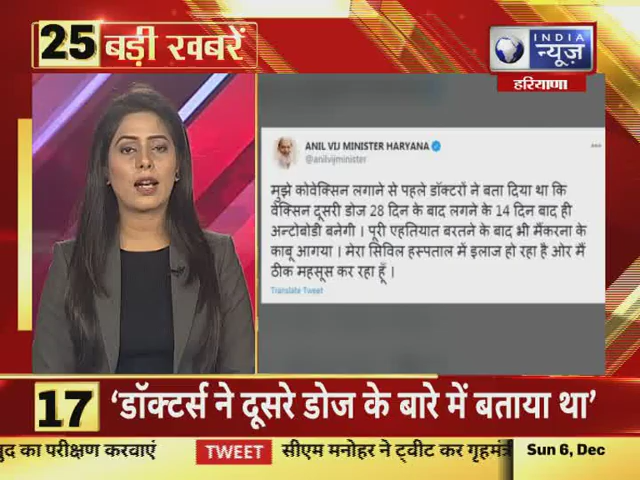 25 बड़ी खबरें
INDIA
न्यूज़
हरियाणा
ANIL VIJ MINISTER HARYANA
@anilvijminister
मुझे कोवेक्सिन लगाने से पहले डॉक्टरों ने बता दिया था कि
वेक्सिन दूसरी डोज 28 दिन के बाद लगने के 14 दिन बाद ही
अन्टोबोडी बनेगी । पूरी एहतियात बरतने के बाद भी मैंकरना के
काबू आगया । मेरा सिविल हस्पताल में इलाज हो रहा है ओर मैं
ठीक महसूस कर रहा हूँ ।
Translate Tweet
17 'डॉक्टर्स ने दूसरे डोज के बारे में बताया था'
खुद का परीक्षण करवाएं TWEET सीएम मनोहर ने ट्वीट कर गृहमंत्र Sun 6, Dec